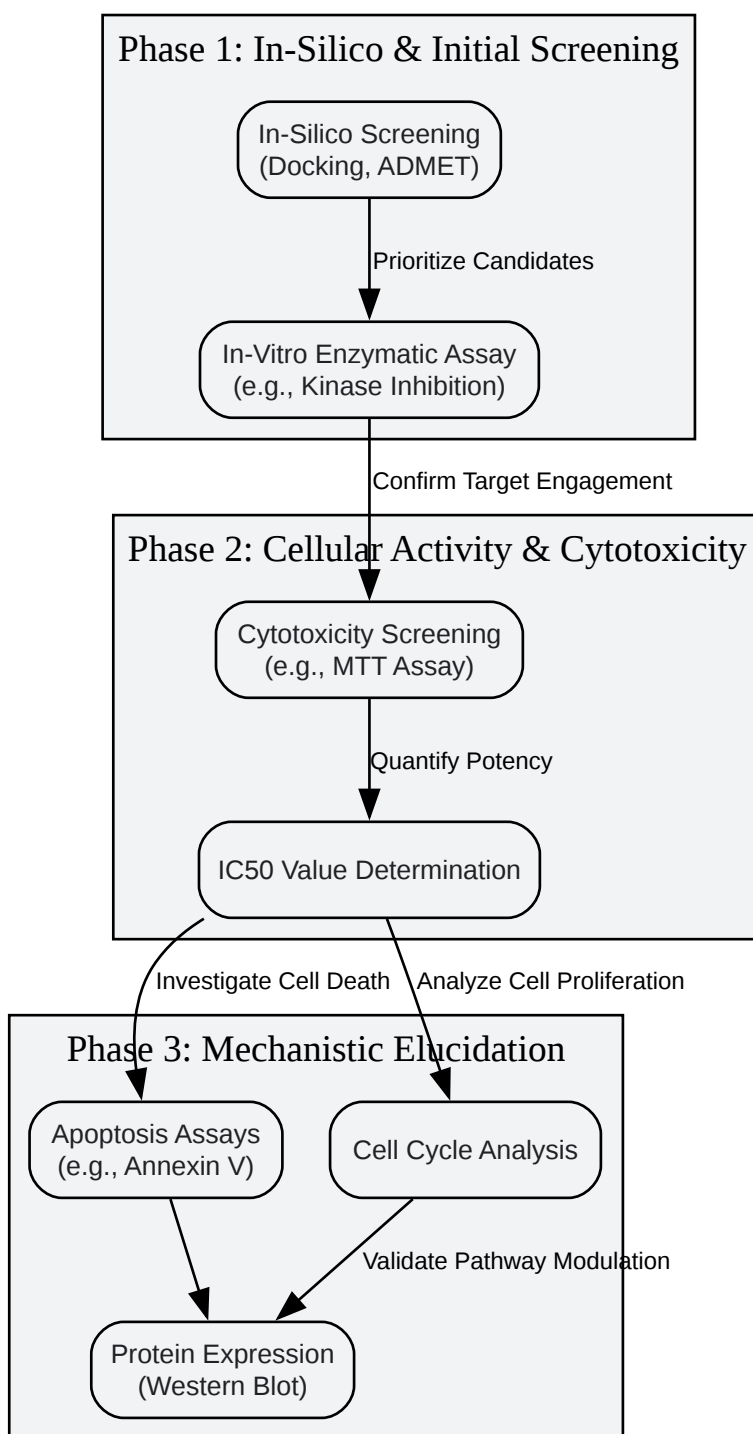 Phase 1: In-Silico & Initial Screening
In-Silico Screening
(Docking, ADMET)
Prioritize Candidates
In-Vitro Enzymatic Assay
(e.g., Kinase Inhibition)
Confirm Target Engagement
Phase 2: Cellular Activity & Cytotoxicity
Cytotoxicity Screening
(e.g., MTT Assay)
Quantify Potency
IC50 Value Determination
Investigate Cell Death
Analyze Cell Proliferation
Phase 3: Mechanistic Elucidation
Apoptosis Assays
(e.g., Annexin V)
Cell Cycle Analysis
Validate Pathway Modulation
Protein Expression
(Western Blot)